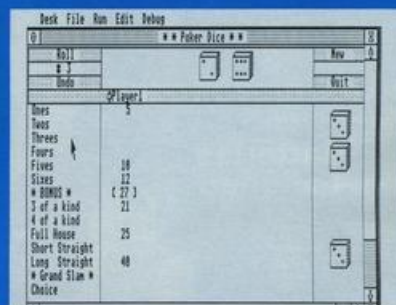 Desk File Run Edit Debug
** Poker Dice **
Roll
# 3
Undo
New
Quit
Player1
Ones 5
Twos
Threes
Fours
Fives 10
Sixes 12
* BONUS * ( 27 )
3 of a kind 21
4 of a kind
Full House 25
Short Straight
Long Straight 40
* Grand Slam *
Choice